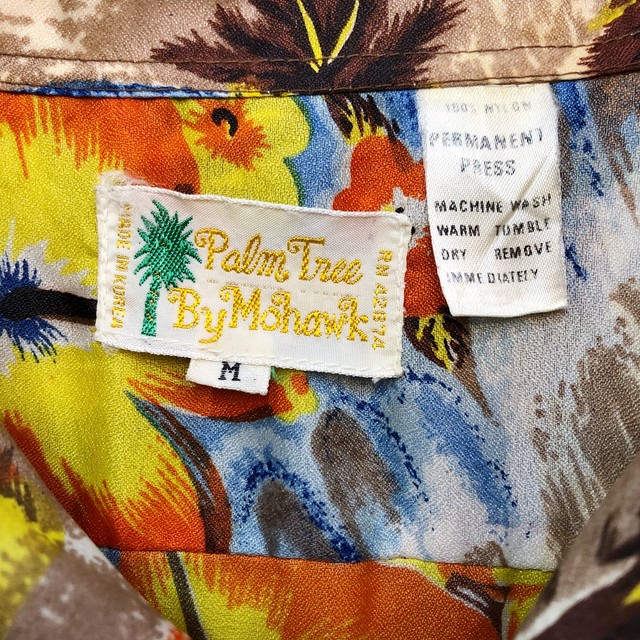 100% NYLON
PERMANENT
PRESS
MACHINE WASH
WARM TUMBLE
DRY REMOVE
IMMEDIATELY
MADE IN KOREA
Palm Tree
By Mohawk
RN 42874
M